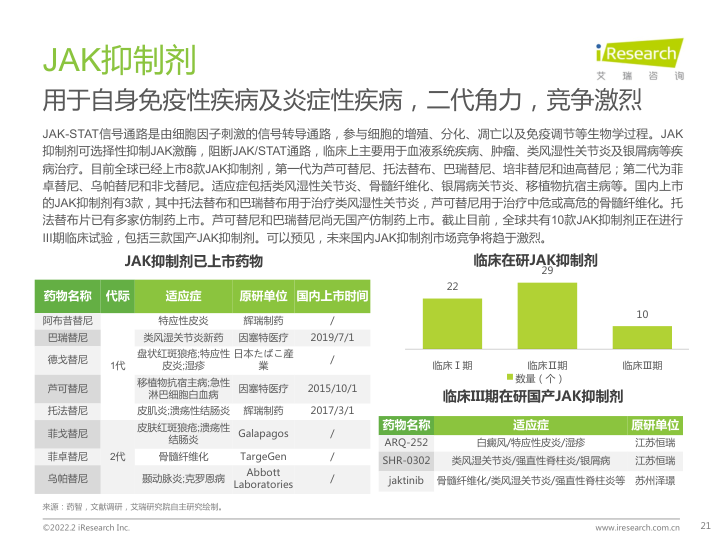 JAK抑制剂
iResearch
艾 瑞 咨 询
用于自身免疫性疾病及炎症性疾病，二代角力，竞争激烈
JAK-STAT信号通路是由细胞因子刺激的信号转导通路，参与细胞的增殖、分化、凋亡以及免疫调节等生物学过程。JAK
抑制剂可选择性抑制JAK激酶，阻断JAK/STAT通路，临床上主要用于血液系统疾病、肿瘤、类风湿性关节炎及银屑病等疾
病治疗。目前全球已经上市8款JAK抑制剂，第一代为芦可替尼、托法替布、巴瑞替尼、培非替尼和迪高替尼；第二代为菲
卓替尼、乌帕替尼和非戈替尼。适应症包括类风湿性关节炎、骨髓纤维化、银屑病关节炎、移植物抗宿主病等。国内上市
的JAK抑制剂有3款，其中托法替布和巴瑞替布用于治疗类风湿性关节炎，芦可替尼用于治疗中危或高危的骨髓纤维化。托
法替布片已有多家仿制药上市。芦可替尼和巴瑞替尼尚无国产仿制药上市。截止目前，全球共有10款JAK抑制剂正在进行
III期临床试验，包括三款国产JAK抑制剂。可以预见，未来国内JAK抑制剂市场竞争将趋于激烈。
JAK抑制剂已上市药物
药物名称 代际 适应症 原研单位 国内上市时间
阿布昔替尼 特应性皮炎 辉瑞制药 /
巴瑞替尼 类风湿关节炎新药 因塞特医疗 2019/7/1
德戈替尼 盘状红斑狼疮;特应性皮炎;湿疹 日本たばこ産業 /
1代
芦可替尼 移植物抗宿主病;急性淋巴细胞白血病 因塞特医疗 2015/10/1
托法替尼 皮肌炎;溃疡性结肠炎 辉瑞制药 2017/3/1
菲戈替尼 皮肤红斑狼疮;溃疡性结肠炎 Galapagos /
菲卓替尼 2代 骨髓纤维化 TargeGen /
乌帕替尼 颞动脉炎;克罗恩病 Abbott Laboratories /
临床在研JAK抑制剂
22
29
10
临床Ⅰ期 临床Ⅱ期 临床Ⅲ期
数量（个）
临床III期在研国产JAK抑制剂
药物名称 适应症 原研单位
ARQ-252 白癜风/特应性皮炎/湿疹 江苏恒瑞
SHR-0302 类风湿关节炎/强直性脊柱炎/银屑病 江苏恒瑞
jaktinib 骨髓纤维化/类风湿关节炎/强直性脊柱炎等 苏州泽璟
来源：药智，文献调研，艾瑞研究院自主研究绘制。
©2022.2 iResearch Inc.
www.iresearch.com.cn
21